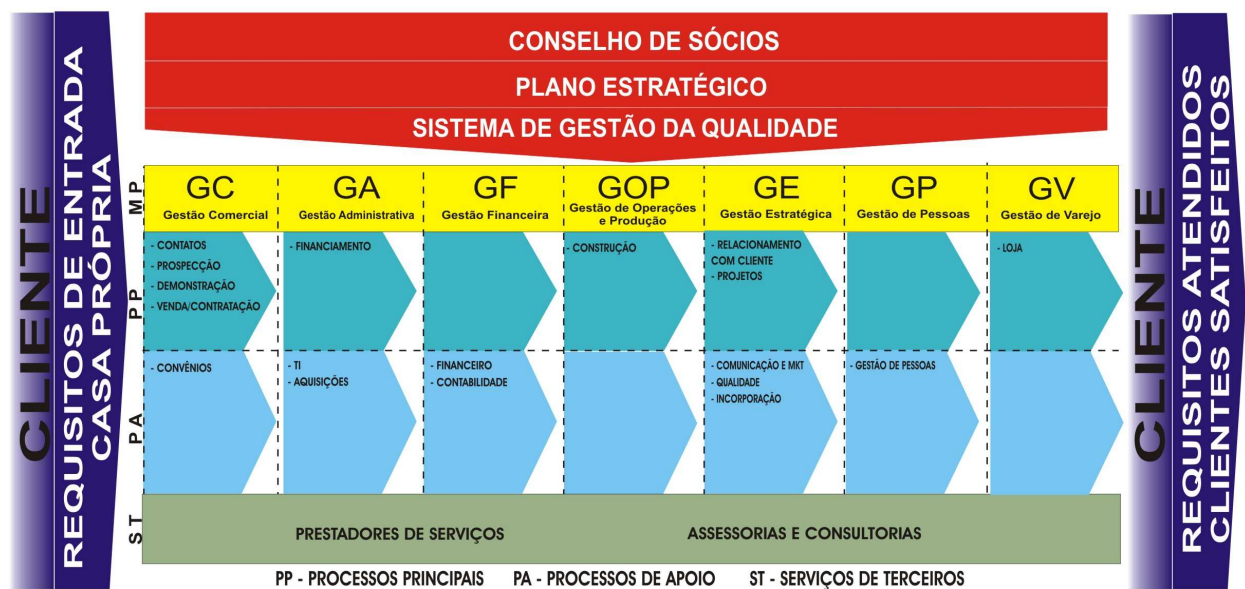 CLIENTE
REQUISITOS DE ENTRADA
CASA PRÓPRIA
CONSELHO DE SÓCIOS
PLANO ESTRATÉGICO
SISTEMA DE GESTÃO DA QUALIDADE
MP
GC
Gestão Comercial
GA
Gestão Administrativa
GF
Gestão Financeira
GOP
Gestão de Operações
e Produção
GE
Gestão Estratégica
GP
Gestão de Pessoas
GV
Gestão de Varejo
PP
- CONTATOS
- PROSPECÇÃO
- DEMONSTRAÇÃO
- VENDA/CONTRATAÇÃO
- FINANCIAMENTO
- CONSTRUÇÃO
- RELACIONAMENTO
COM CLIENTE
- PROJETOS
- LOJA
PA
- CONVÊNIOS
- TI
- AQUISIÇÕES
- FINANCEIRO
- CONTABILIDADE
- COMUNICAÇÃO E MKT
- QUALIDADE
- INCORPORAÇÃO
- GESTÃO DE PESSOAS
ST
PRESTADORES DE SERVIÇOS
ASSESSORIAS E CONSULTORIAS
PP - PROCESSOS PRINCIPAIS
PA - PROCESSOS DE APOIO
ST - SERVIÇOS DE TERCEIROS
CLIENTE
REQUISITOS ATENDIDOS
CLIENTES SATISFEITOS